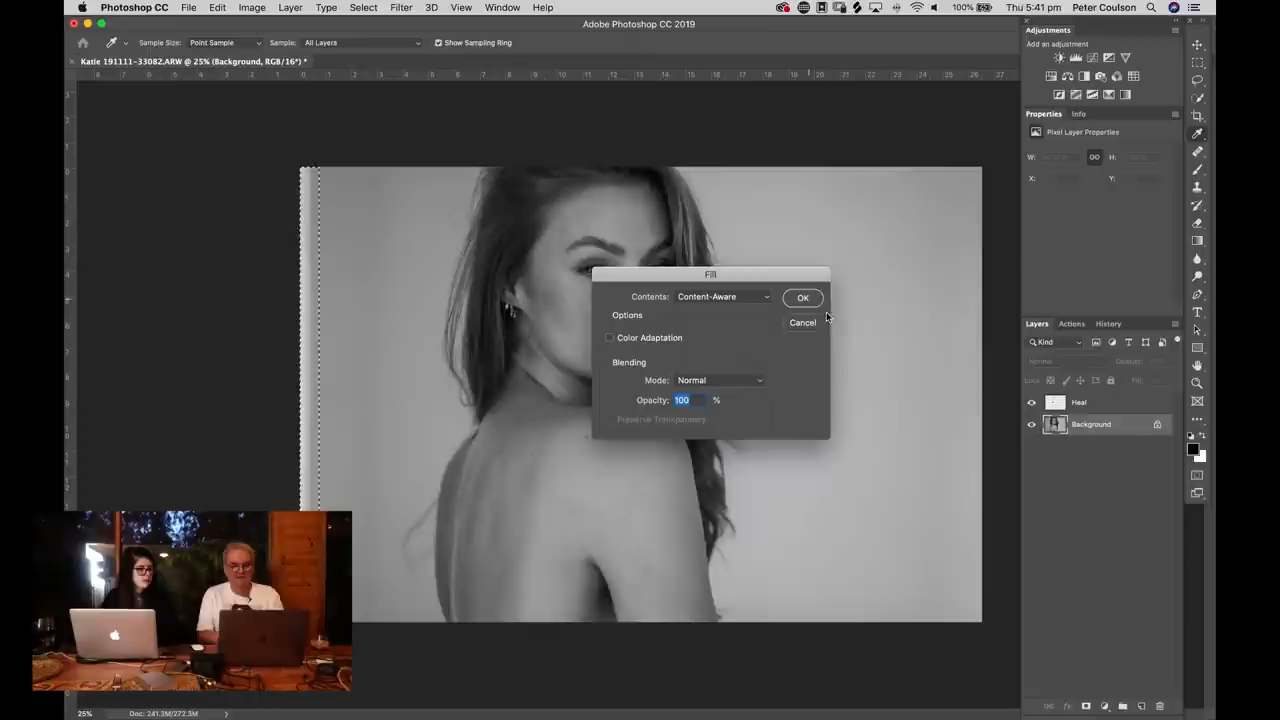 Photoshop CC File Edit Image Layer Type Select Filter 3D View Window Help 100% Thu 5:41 pm Peter Coulson
Adobe Photoshop CC 2019
Sample Size: Point Sample Sample: All Layers Show Sampling Ring
Katie 191111-33082.ARW @ 25% (Background, RGB/16*) *
Adjustments
Add an adjustment
Properties Info
Pixel Layer Properties
W: H:
X: Y:
Fill
Contents: Content-Aware OK
Options
Cancel
Color Adaptation
Blending
Mode: Normal
Opacity: 100 %
Preserve Transparency
Layers Actions History
Kind
Normal Opacity:
Lock: Fill:
Heal
Background
25% Doc: 241.3M/272.3M